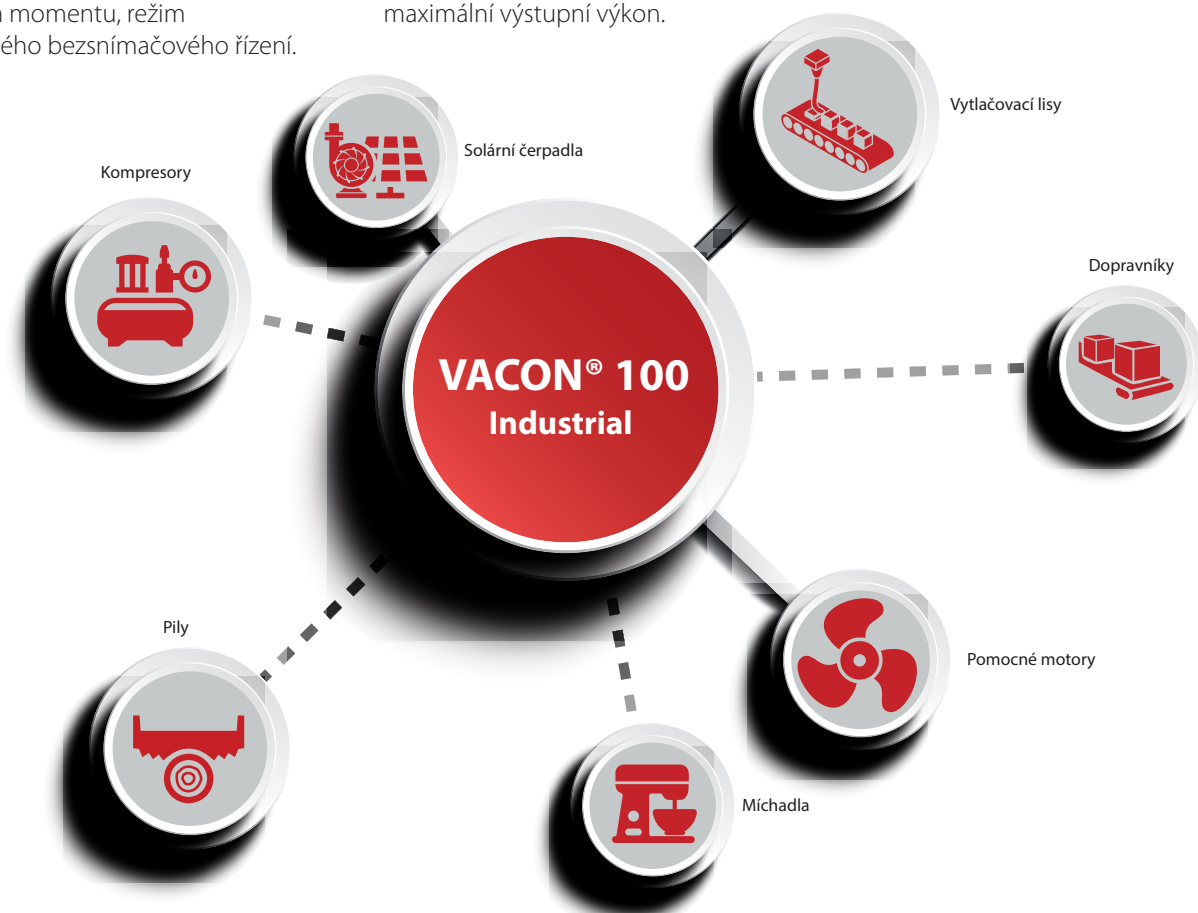 momentu, režim
ého bezsnímačového řízení.
maximální výstupní výkon.
Vytlačovací lisy
Solární čerpadla
Kompresory
Dopravníky
VACON® 100
Industrial
Pily
Pomocné motory
Míchadla